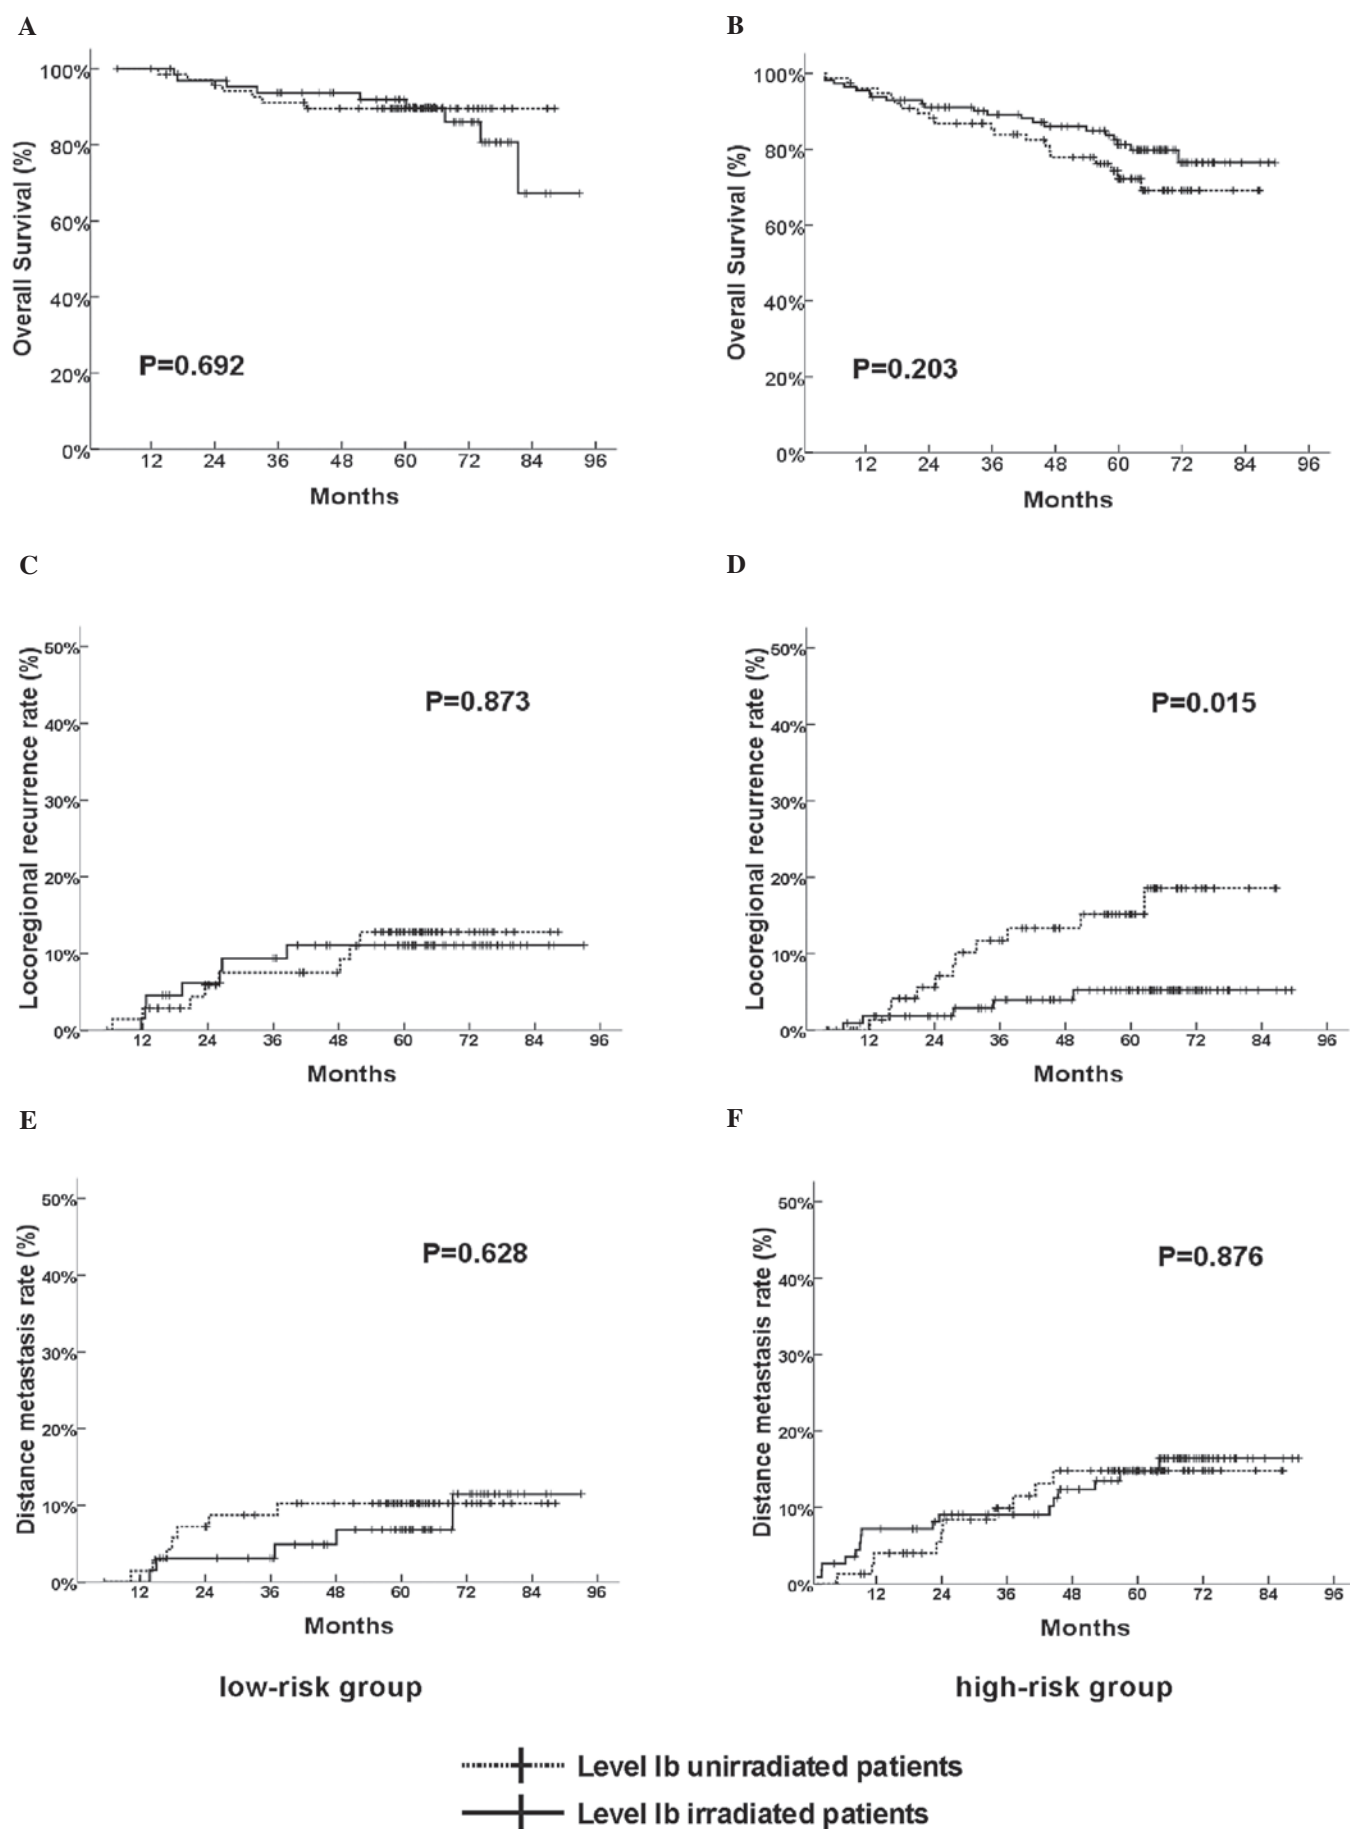 A
Overall Survival (%)
100%
80%
60%
40%
20%
0%
P=0.692
12 24 36 48 60 72 84 96
Months
B
Overall Survival (%)
100%
80%
60%
40%
20%
0%
P=0.203
12 24 36 48 60 72 84 96
Months
C
Locoregional recurrence rate (%)
50%
40%
30%
20%
10%
0%
P=0.873
12 24 36 48 60 72 84 96
Months
D
Locoregional recurrence rate (%)
50%
40%
30%
20%
10%
0%
P=0.015
12 24 36 48 60 72 84 96
Months
E
Distance metastasis rate (%)
50%
40%
30%
20%
10%
0%
P=0.628
12 24 36 48 60 72 84 96
Months
low-risk group
F
Distance metastasis rate (%)
50%
40%
30%
20%
10%
0%
P=0.876
12 24 36 48 60 72 84 96
Months
high-risk group
Level Ib unirradiated patients
Level Ib irradiated patients